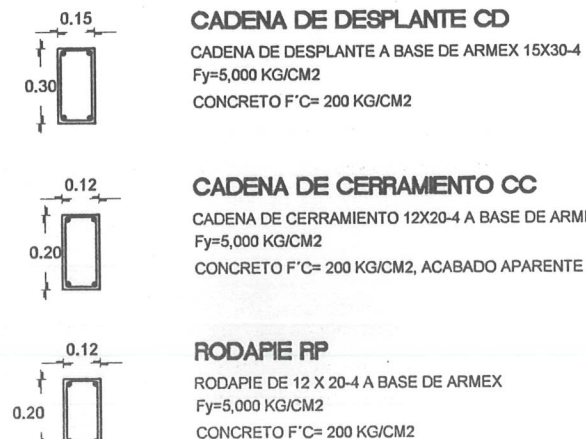 0.15
0.30
CADENA DE DESPLANTE CD
CADENA DE DESPLANTE A BASE DE ARMEX 15X30-4
Fy=5,000 KG/CM2
CONCRETO F'C= 200 KG/CM2
0.12
0.20
CADENA DE CERRAMIENTO CC
CADENA DE CERRAMIENTO 12X20-4 A BASE DE
Fy=5,000 KG/CM2
CONCRETO F'C= 200 KG/CM2, ACABADO APARENTE
0.12
0.20
RODAPIE RP
RODAPIE DE 12 X 20-4 A BASE DE ARMEX
Fy=5,000 KG/CM2
CONCRETO F'C= 200 KG/CM2